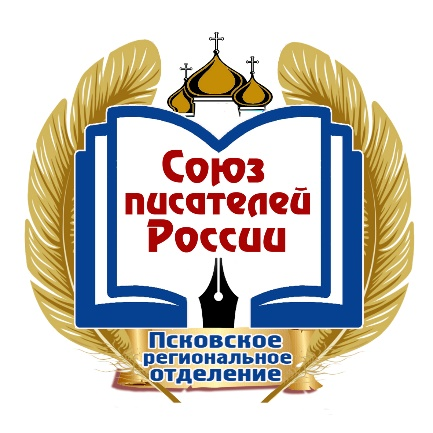 Союз
писателей
России
Псковское
региональное
отделение